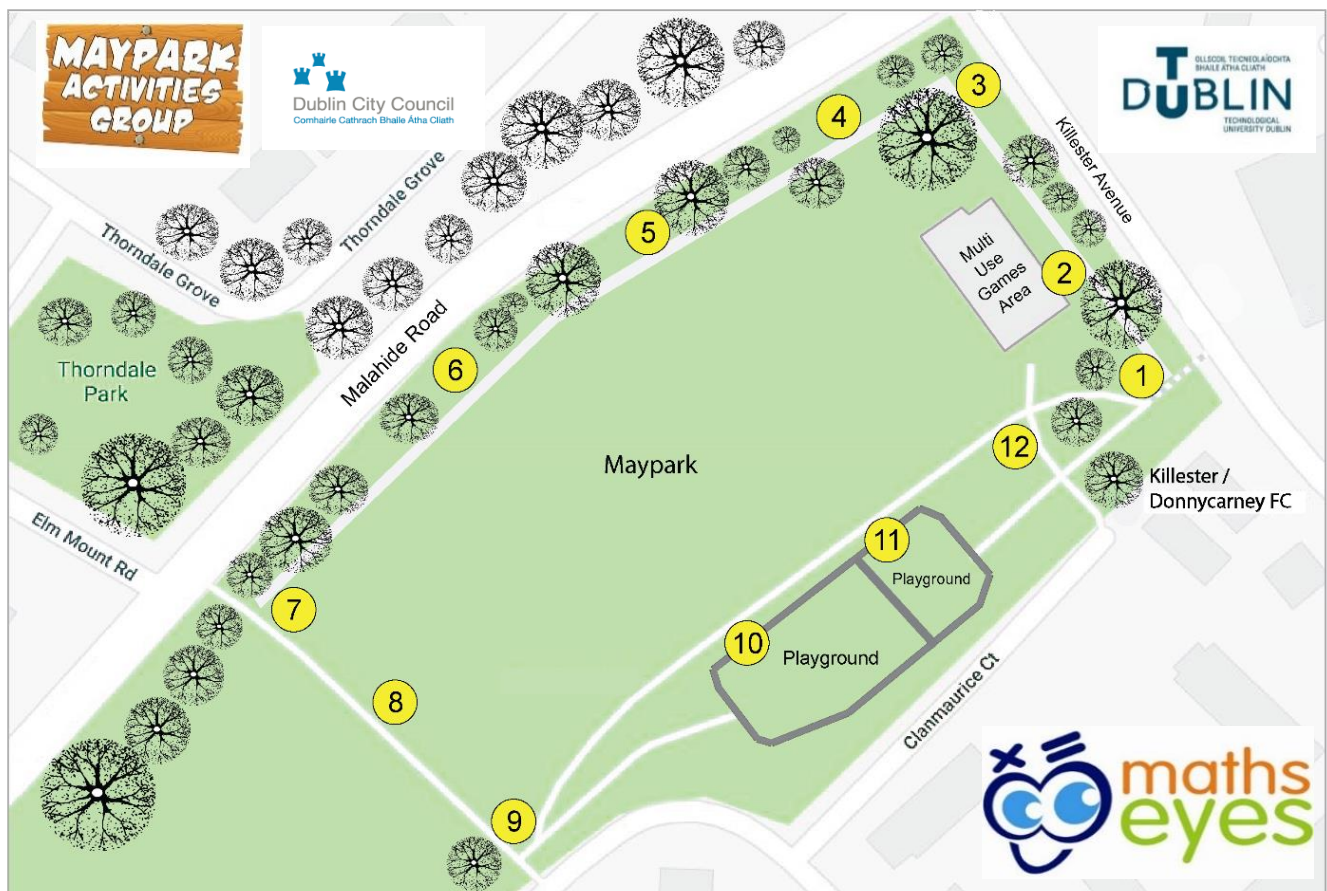 MAYPARK
ACTIVITIES
GROUP
Dublin City Council
Comhairle Cathrach Bhaile Átha Cliath
OLLSCOIL TEICNEOLAÍOCHTA
BHAILE ÁTHA CLIATH
DUBLIN
TECHNOLOGICAL
UNIVERSITY DUBLIN
3
4
Killester Avenue
Thorndale Grove
Thorndale Grove
5
Multi
Use
Games
Area
2
Malahide Road
Thorndale
Park
6
1
12
Maypark
Killester /
Donnycarney FC
Elm Mount Rd
11
Playground
7
10
Playground
8
Clanmaurice Ct
9
maths
eyes